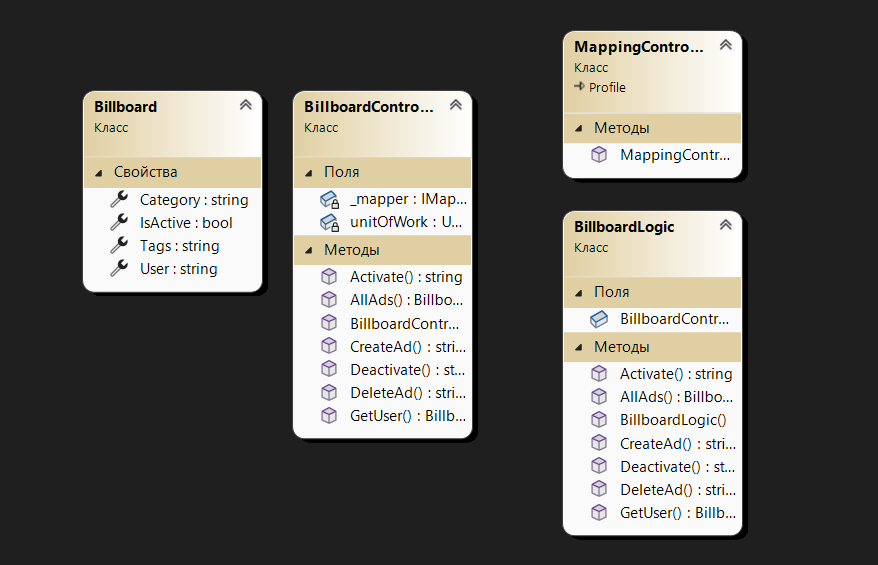 Billboard
Класс
Свойства
Category : string
IsActive : bool
Tags : string
User : string
BillboardContro...
Класс
Поля
_mapper : IMap...
unitOfWork : U...
Методы
Activate() : string
AllAds() : Billbo...
BillboardContr...
CreateAd() : stri...
Deactivate() : st...
DeleteAd() : stri...
GetUser() : Billb...
MappingContro...
Класс
Profile
Методы
MappingContr...
BillboardLogic
Класс
Поля
BillboardContr...
Методы
Activate() : string
AllAds() : Billbo...
BillboardLogic()
CreateAd() : stri...
Deactivate() : st...
DeleteAd() : stri...
GetUser() : Billb...